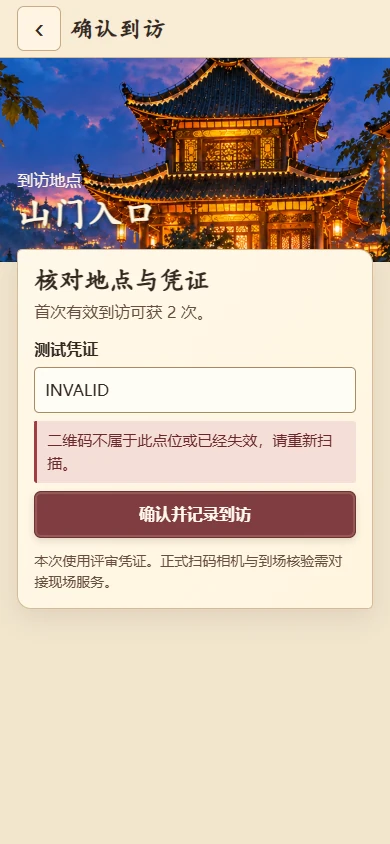 ‹ 确认到访
到访地点
山门入口
核对地点与凭证
首次有效到访可获 2 次。
测试凭证
INVALID
二维码不属于此点位或已经失效，请重新扫
描。
确认并记录到访
本次使用评审凭证。正式扫码相机与到场核验需对
接现场服务。